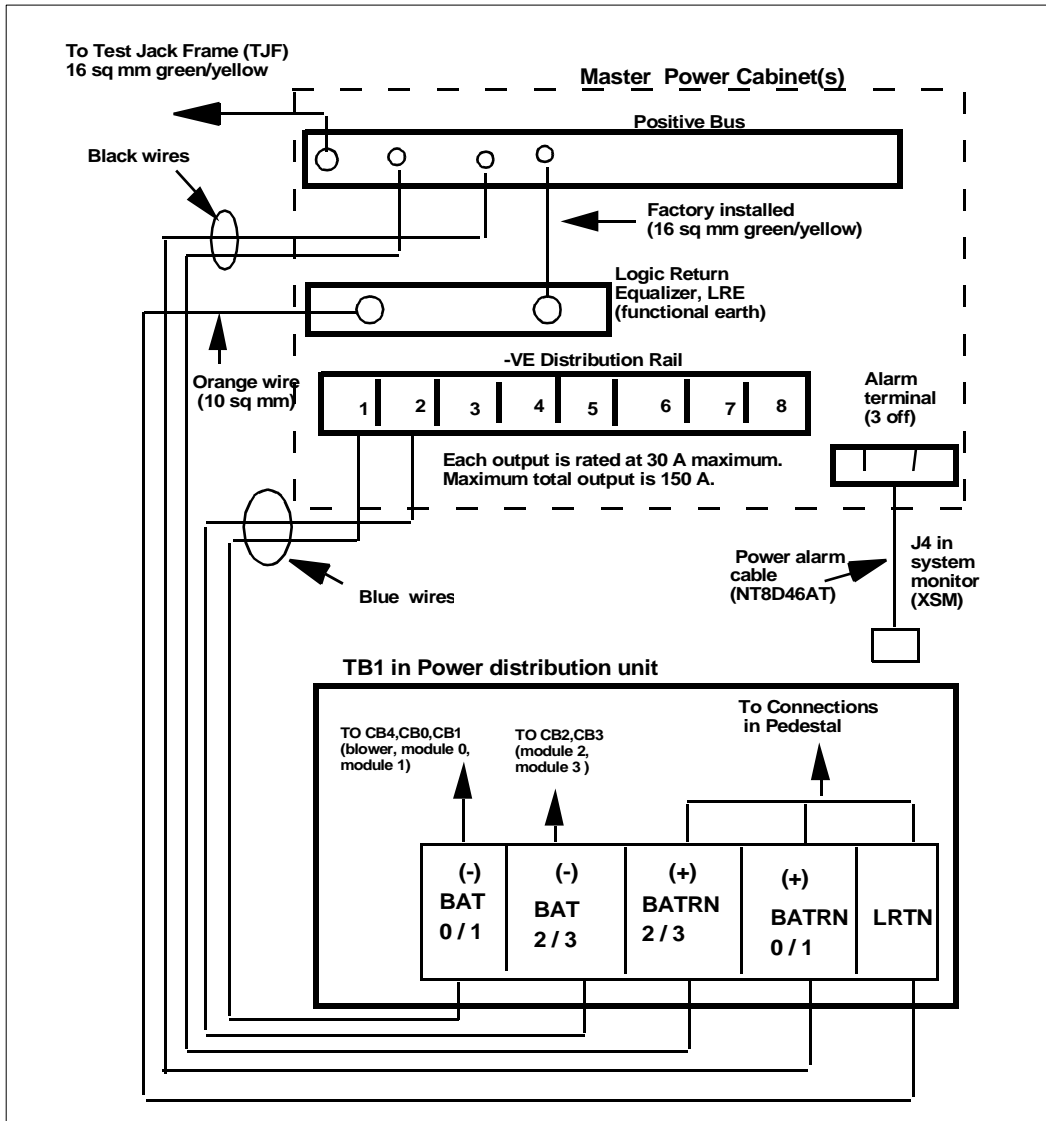 To Test Jack Frame (TJF)
16 sq mm green/yellow
Master Power Cabinet(s)
Positive Bus
Black wires
Factory installed
(16 sq mm green/yellow)
Logic Return
Equalizer, LRE
(functional earth)
-VE Distribution Rail
Orange wire
(10 sq mm)
1 2 3 4 5 6 7 8
Alarm
terminal
(3 off)
Each output is rated at 30 A maximum.
Maximum total output is 150 A.
Blue wires
Power alarm
cable
(NT8D46AT)
J4 in
system
monitor
(XSM)
TB1 in Power distribution unit
TO CB4,CB0,CB1
(blower, module 0,
module 1)
TO CB2,CB3
(module 2,
module 3 )
To Connections
in Pedestal
(-)
BAT
0 / 1
(-)
BAT
2 / 3
(+)
BATRN
2 / 3
(+)
BATRN
0 / 1
LRTN